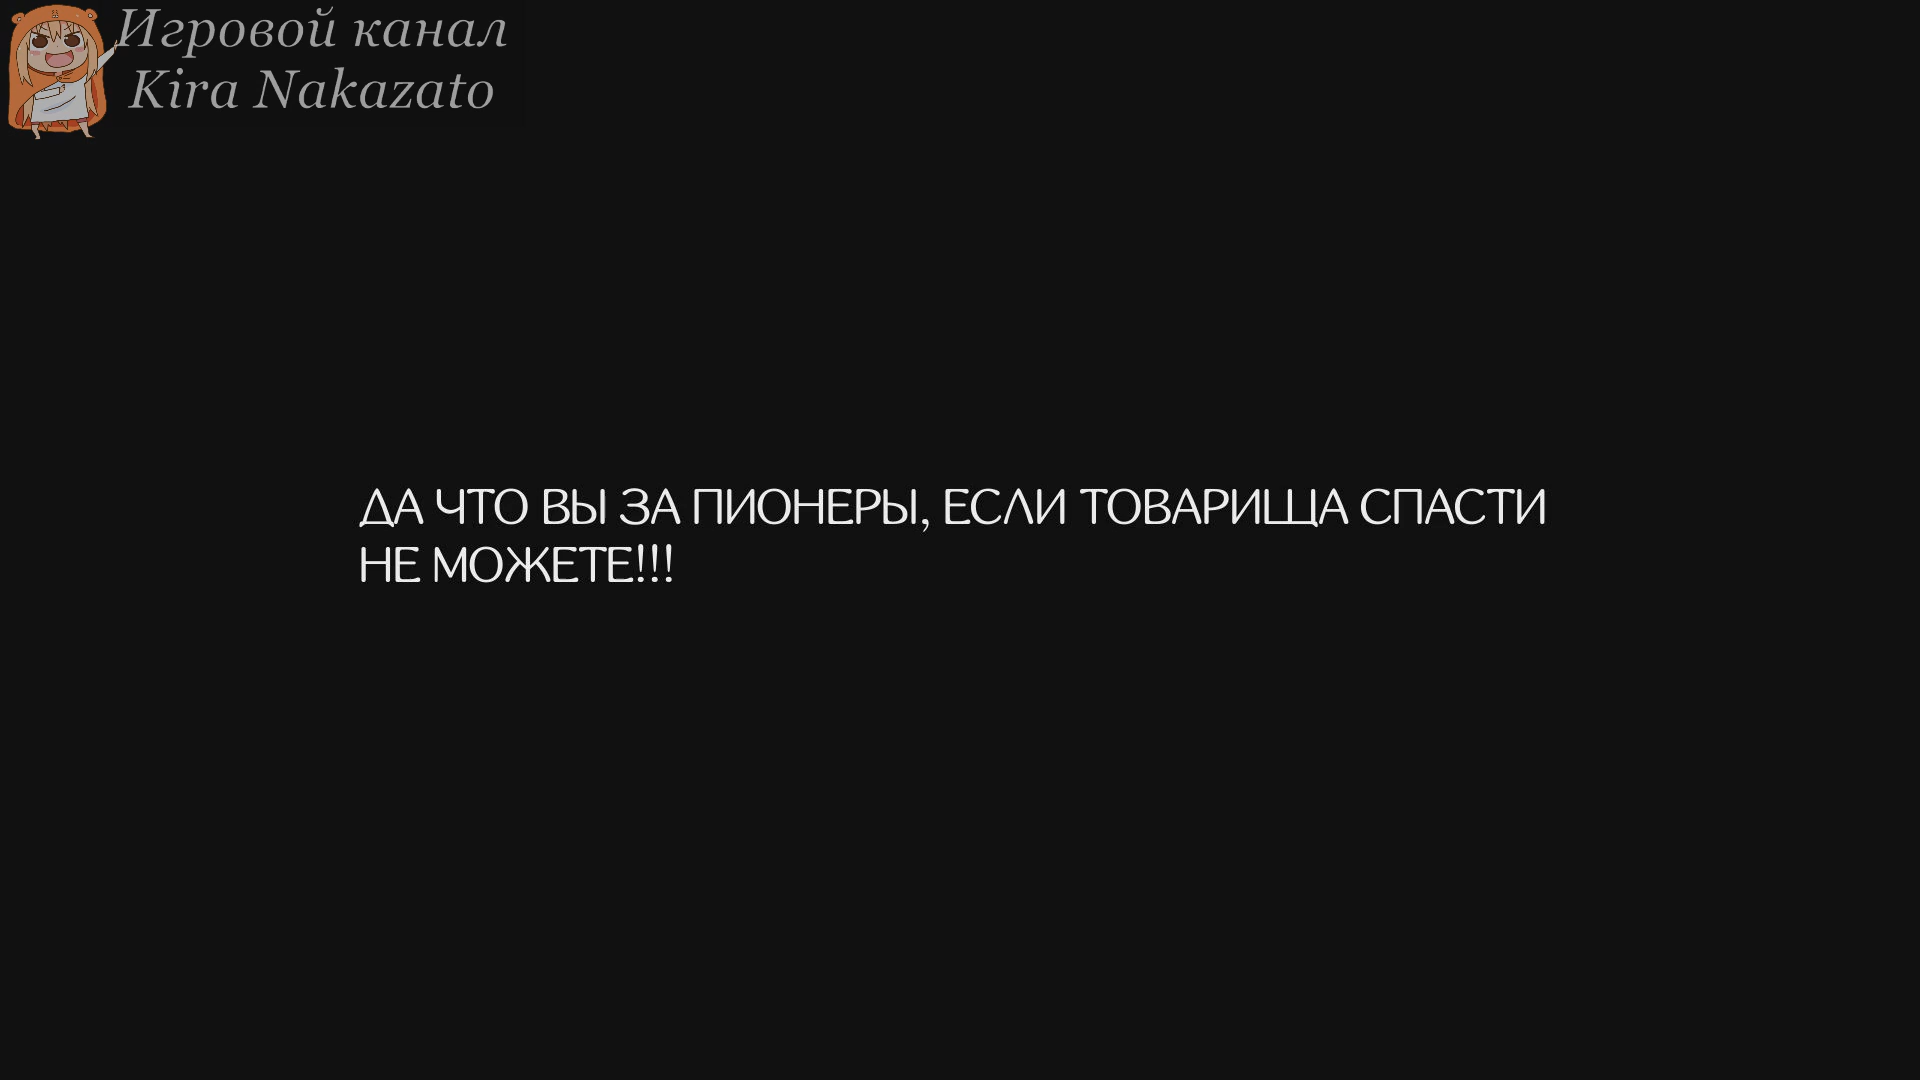 Игровой канал
Kira Nakazato
ДА ЧТО ВЫ ЗА ПИОНЕРЫ, ЕСЛИ ТОВАРИЩА СПАСТИ
НЕ МОЖЕТЕ!!!